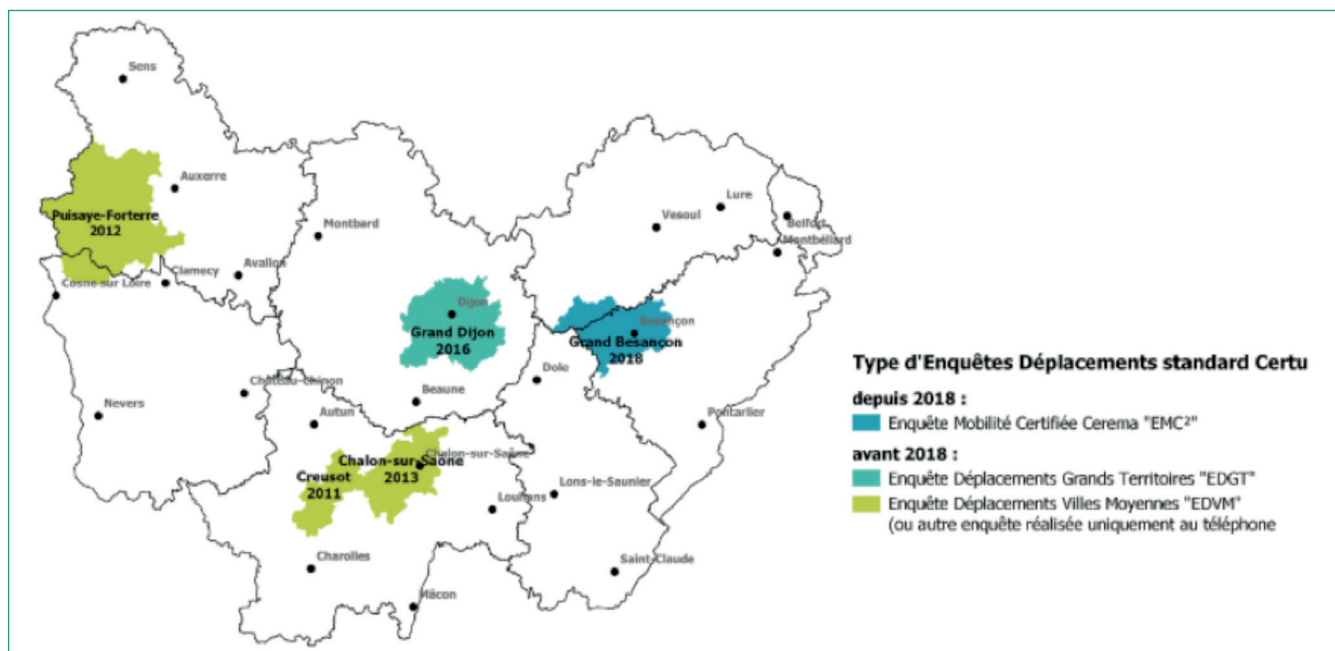 Sens
Auxerre
Puisaye-Forterre
2012
Montbard
Lure
Vesoul
Belfort
Montbéliard
Avallon
Clamecy
Cosne sur Loire
Dijon
Grand Dijon
2016
Besançon
Grand Besançon
2018
Dole
Château-Chinon
Beaune
Nevers
Autun
Pontarlier
Chalon-sur-Saône
Chalon-sur-Saône
2013
Creusot
2011
Louhans
Lons-le-Saunier
Charolles
Saint-Claude
Mâcon
Type d'Enquêtes Déplacements standard Certu
depuis 2018 :
Enquête Mobilité Certifiée Cerema "EMC²"
avant 2018 :
Enquête Déplacements Grands Territoires "EDGT"
Enquête Déplacements Villes Moyennes "EDVM"
(ou autre enquête réalisée uniquement au téléphone